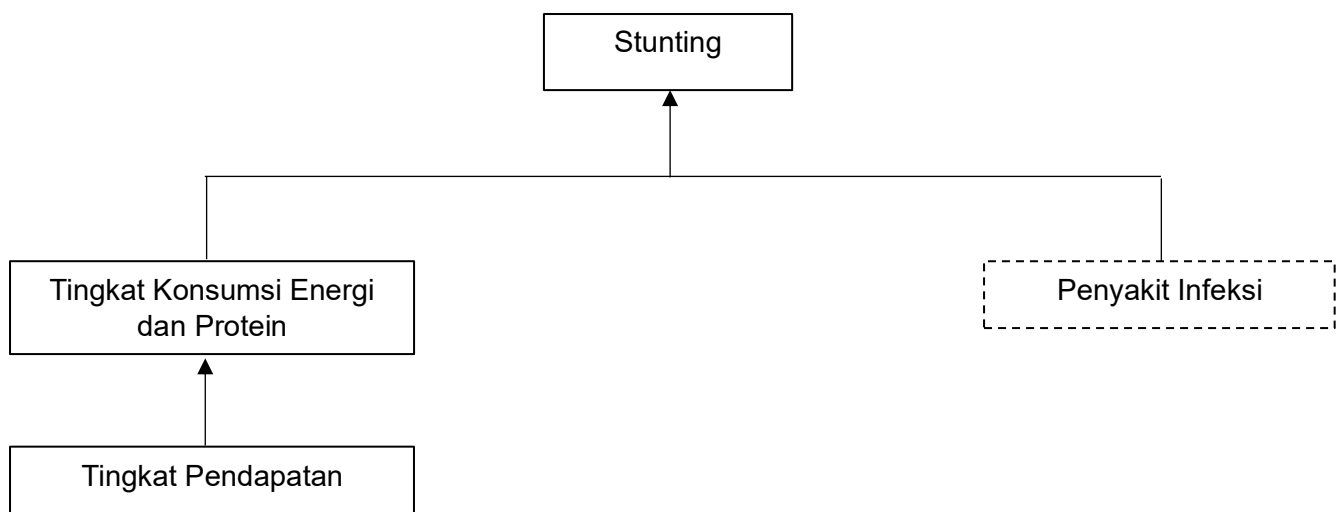 Stunting
Tingkat Konsumsi Energi
dan Protein
Penyakit Infeksi
Tingkat Pendapatan